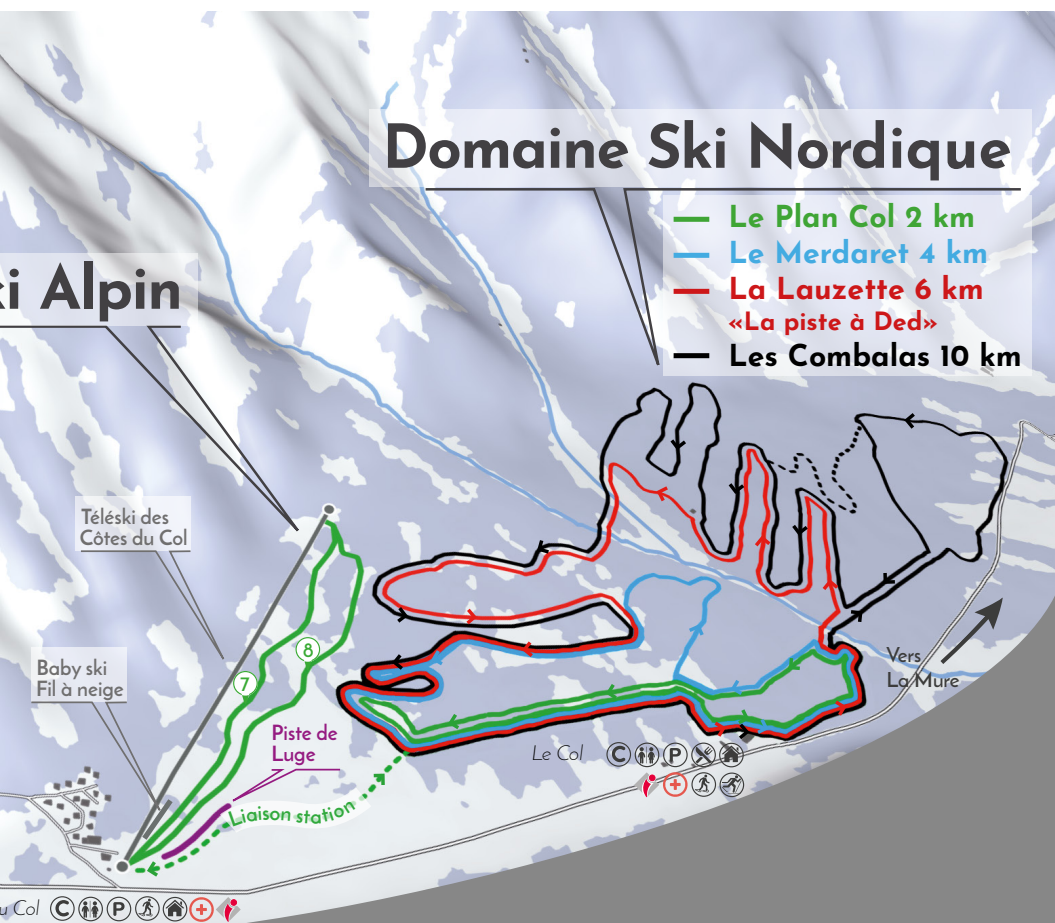 Domaine Ski Nordique
Le Plan Col 2 km
Le Merdaret 4 km
La Lauzette 6 km
«La piste à Ded»
Les Combalas 10 km
i Alpin
Téléski des
Côtes du Col
8
7
Baby ski
Fil à neige
Piste de
Luge
Liaison station
Vers
La Mure
Le Col C P
u Col C P